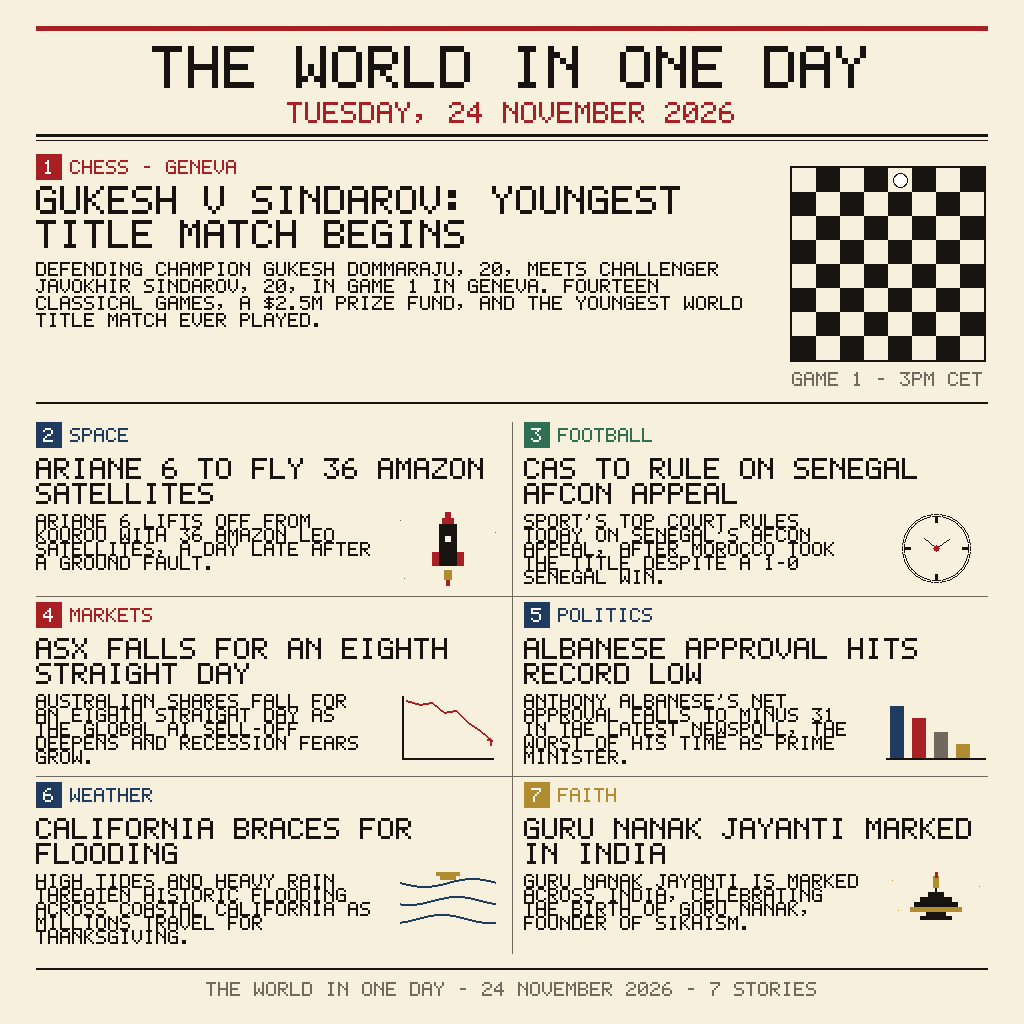 THE WORLD IN ONE DAY
TUESDAY, 24 NOVEMBER 2026
1 CHESS - GENEVA
GUKESH V SINDAROV: YOUNGEST
TITLE MATCH BEGINS
DEFENDING CHAMPION GUKESH DOMMARAJU, 20, MEETS CHALLENGER
JAVOKHIR SINDAROV, 20, IN GAME 1 IN GENEVA. FOURTEEN
CLASSICAL GAMES, A $2.5M PRIZE FUND, AND THE YOUNGEST WORLD
TITLE MATCH EVER PLAYED.
GAME 1 - 3PM CET
2 SPACE
ARIANE 6 TO FLY 36 AMAZON
SATELLITES
ARIANE 6 LIFTS OFF FROM
KOUROU WITH 36 AMAZON LEO
SATELLITES, A DAY LATE AFTER
A GROUND FAULT.
3 FOOTBALL
CAS TO RULE ON SENEGAL
AFCON APPEAL
SPORT'S TOP COURT RULES
TODAY ON SENEGAL'S AFCON
APPEAL, AFTER MOROCCO TOOK
THE TITLE DESPITE A 1-0
SENEGAL WIN.
4 MARKETS
ASX FALLS FOR AN EIGHTH
STRAIGHT DAY
AUSTRALIAN SHARES FALL FOR
AN EIGHTH STRAIGHT DAY AS
THE GLOBAL AI SELL-OFF
DEEPENS AND RECESSION FEARS
GROW.
5 POLITICS
ALBANESE APPROVAL HITS
RECORD LOW
ANTHONY ALBANESE'S NET
APPROVAL FALLS TO MINUS 31
IN THE LATEST NEWSPOLL, THE
WORST OF HIS TIME AS PRIME
MINISTER.
6 WEATHER
CALIFORNIA BRACES FOR
FLOODING
HIGH TIDES AND HEAVY RAIN
THREATEN HISTORIC FLOODING
ACROSS COASTAL CALIFORNIA AS
MILLIONS TRAVEL FOR
THANKSGIVING.
7 FAITH
GURU NANAK JAYANTI MARKED
IN INDIA
GURU NANAK JAYANTI IS MARKED
ACROSS INDIA, CELEBRATING
THE BIRTH OF GURU NANAK,
FOUNDER OF SIKHISM.
THE WORLD IN ONE DAY - 24 NOVEMBER 2026 - 7 STORIES